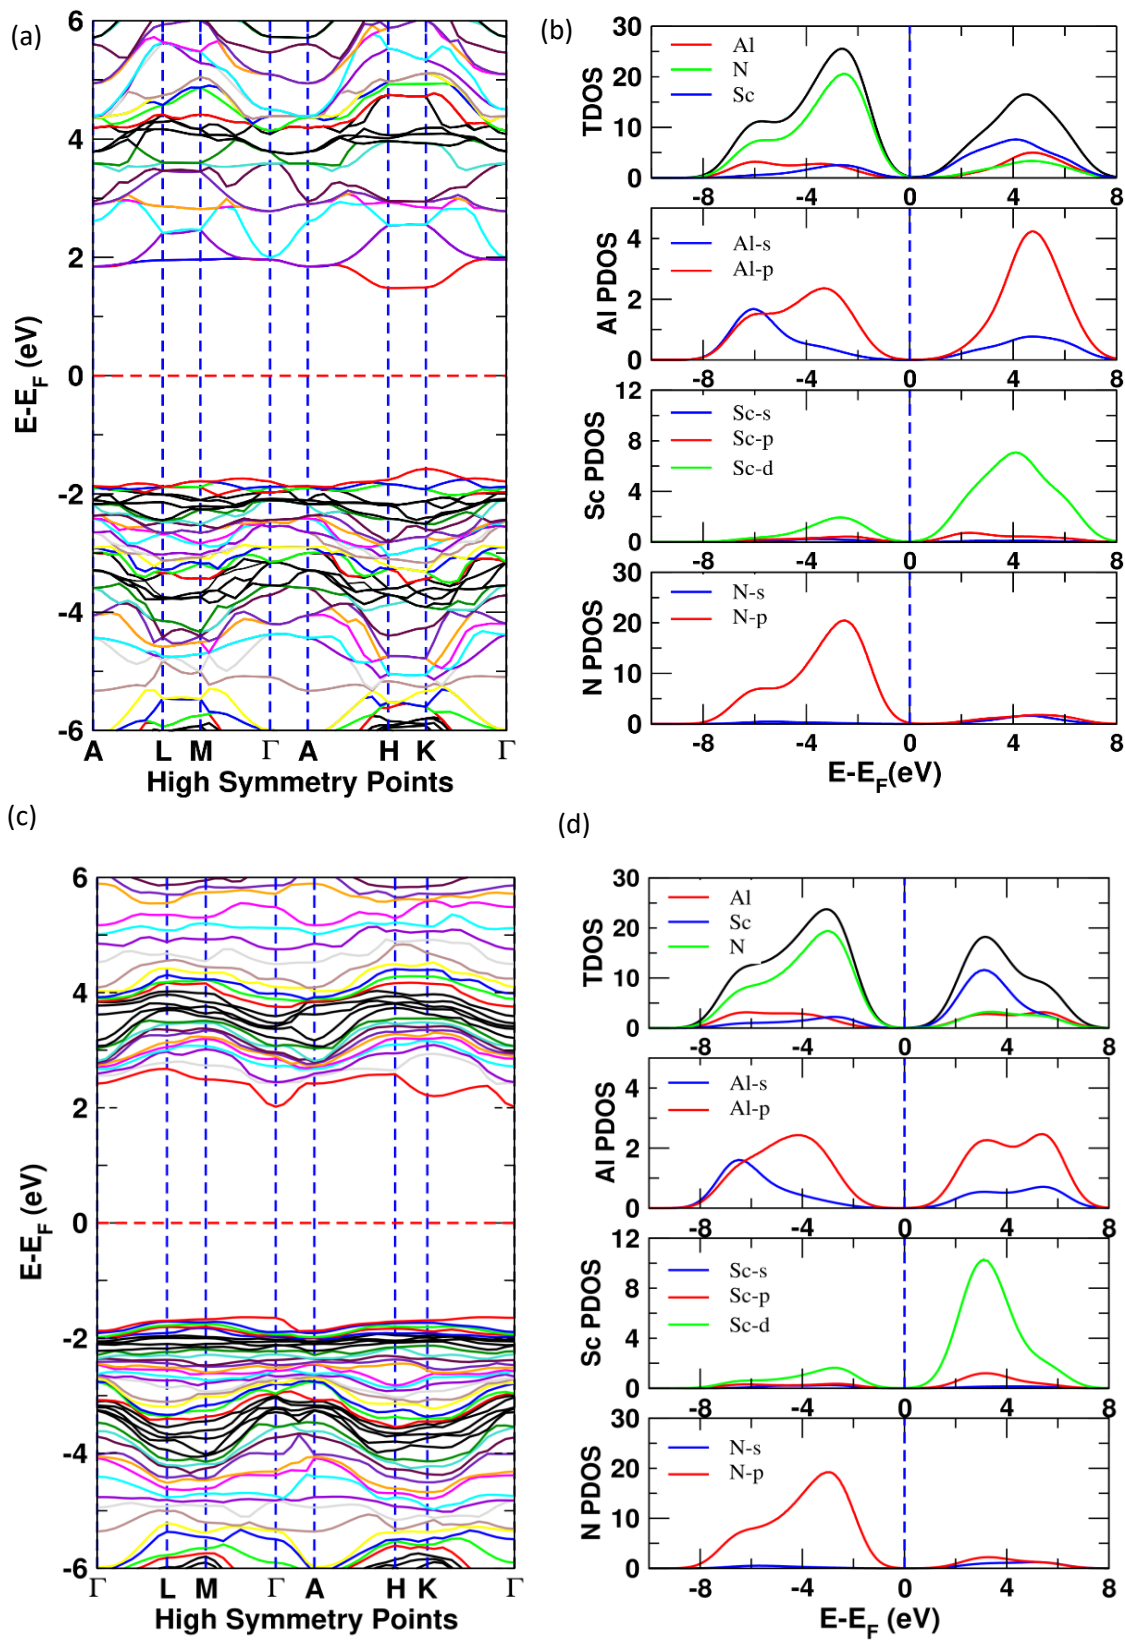 (a)
6
4
2
0
-2
-4
-6
E-E_F (eV)
A L M Γ A H K Γ
High Symmetry Points
(b)
30
20
10
0
TDOS
Al
N
Sc
-8 -4 0 4 8
4
2
0
Al PDOS
Al-s
Al-p
-8 -4 0 4 8
12
8
4
0
Sc PDOS
Sc-s
Sc-p
Sc-d
-8 -4 0 4 8
30
20
10
0
N PDOS
N-s
N-p
-8 -4 0 4 8
E-E_F(eV)
(c)
6
4
2
0
-2
-4
-6
E-E_F (eV)
Γ L M Γ A H K Γ
High Symmetry Points
(d)
30
20
10
0
TDOS
Al
Sc
N
-8 -4 0 4 8
4
2
0
Al PDOS
Al-s
Al-p
-8 -4 0 4 8
12
8
4
0
Sc PDOS
Sc-s
Sc-p
Sc-d
-8 -4 0 4 8
30
20
10
0
N PDOS
N-s
N-p
-8 -4 0 4 8
E-E_F (eV)